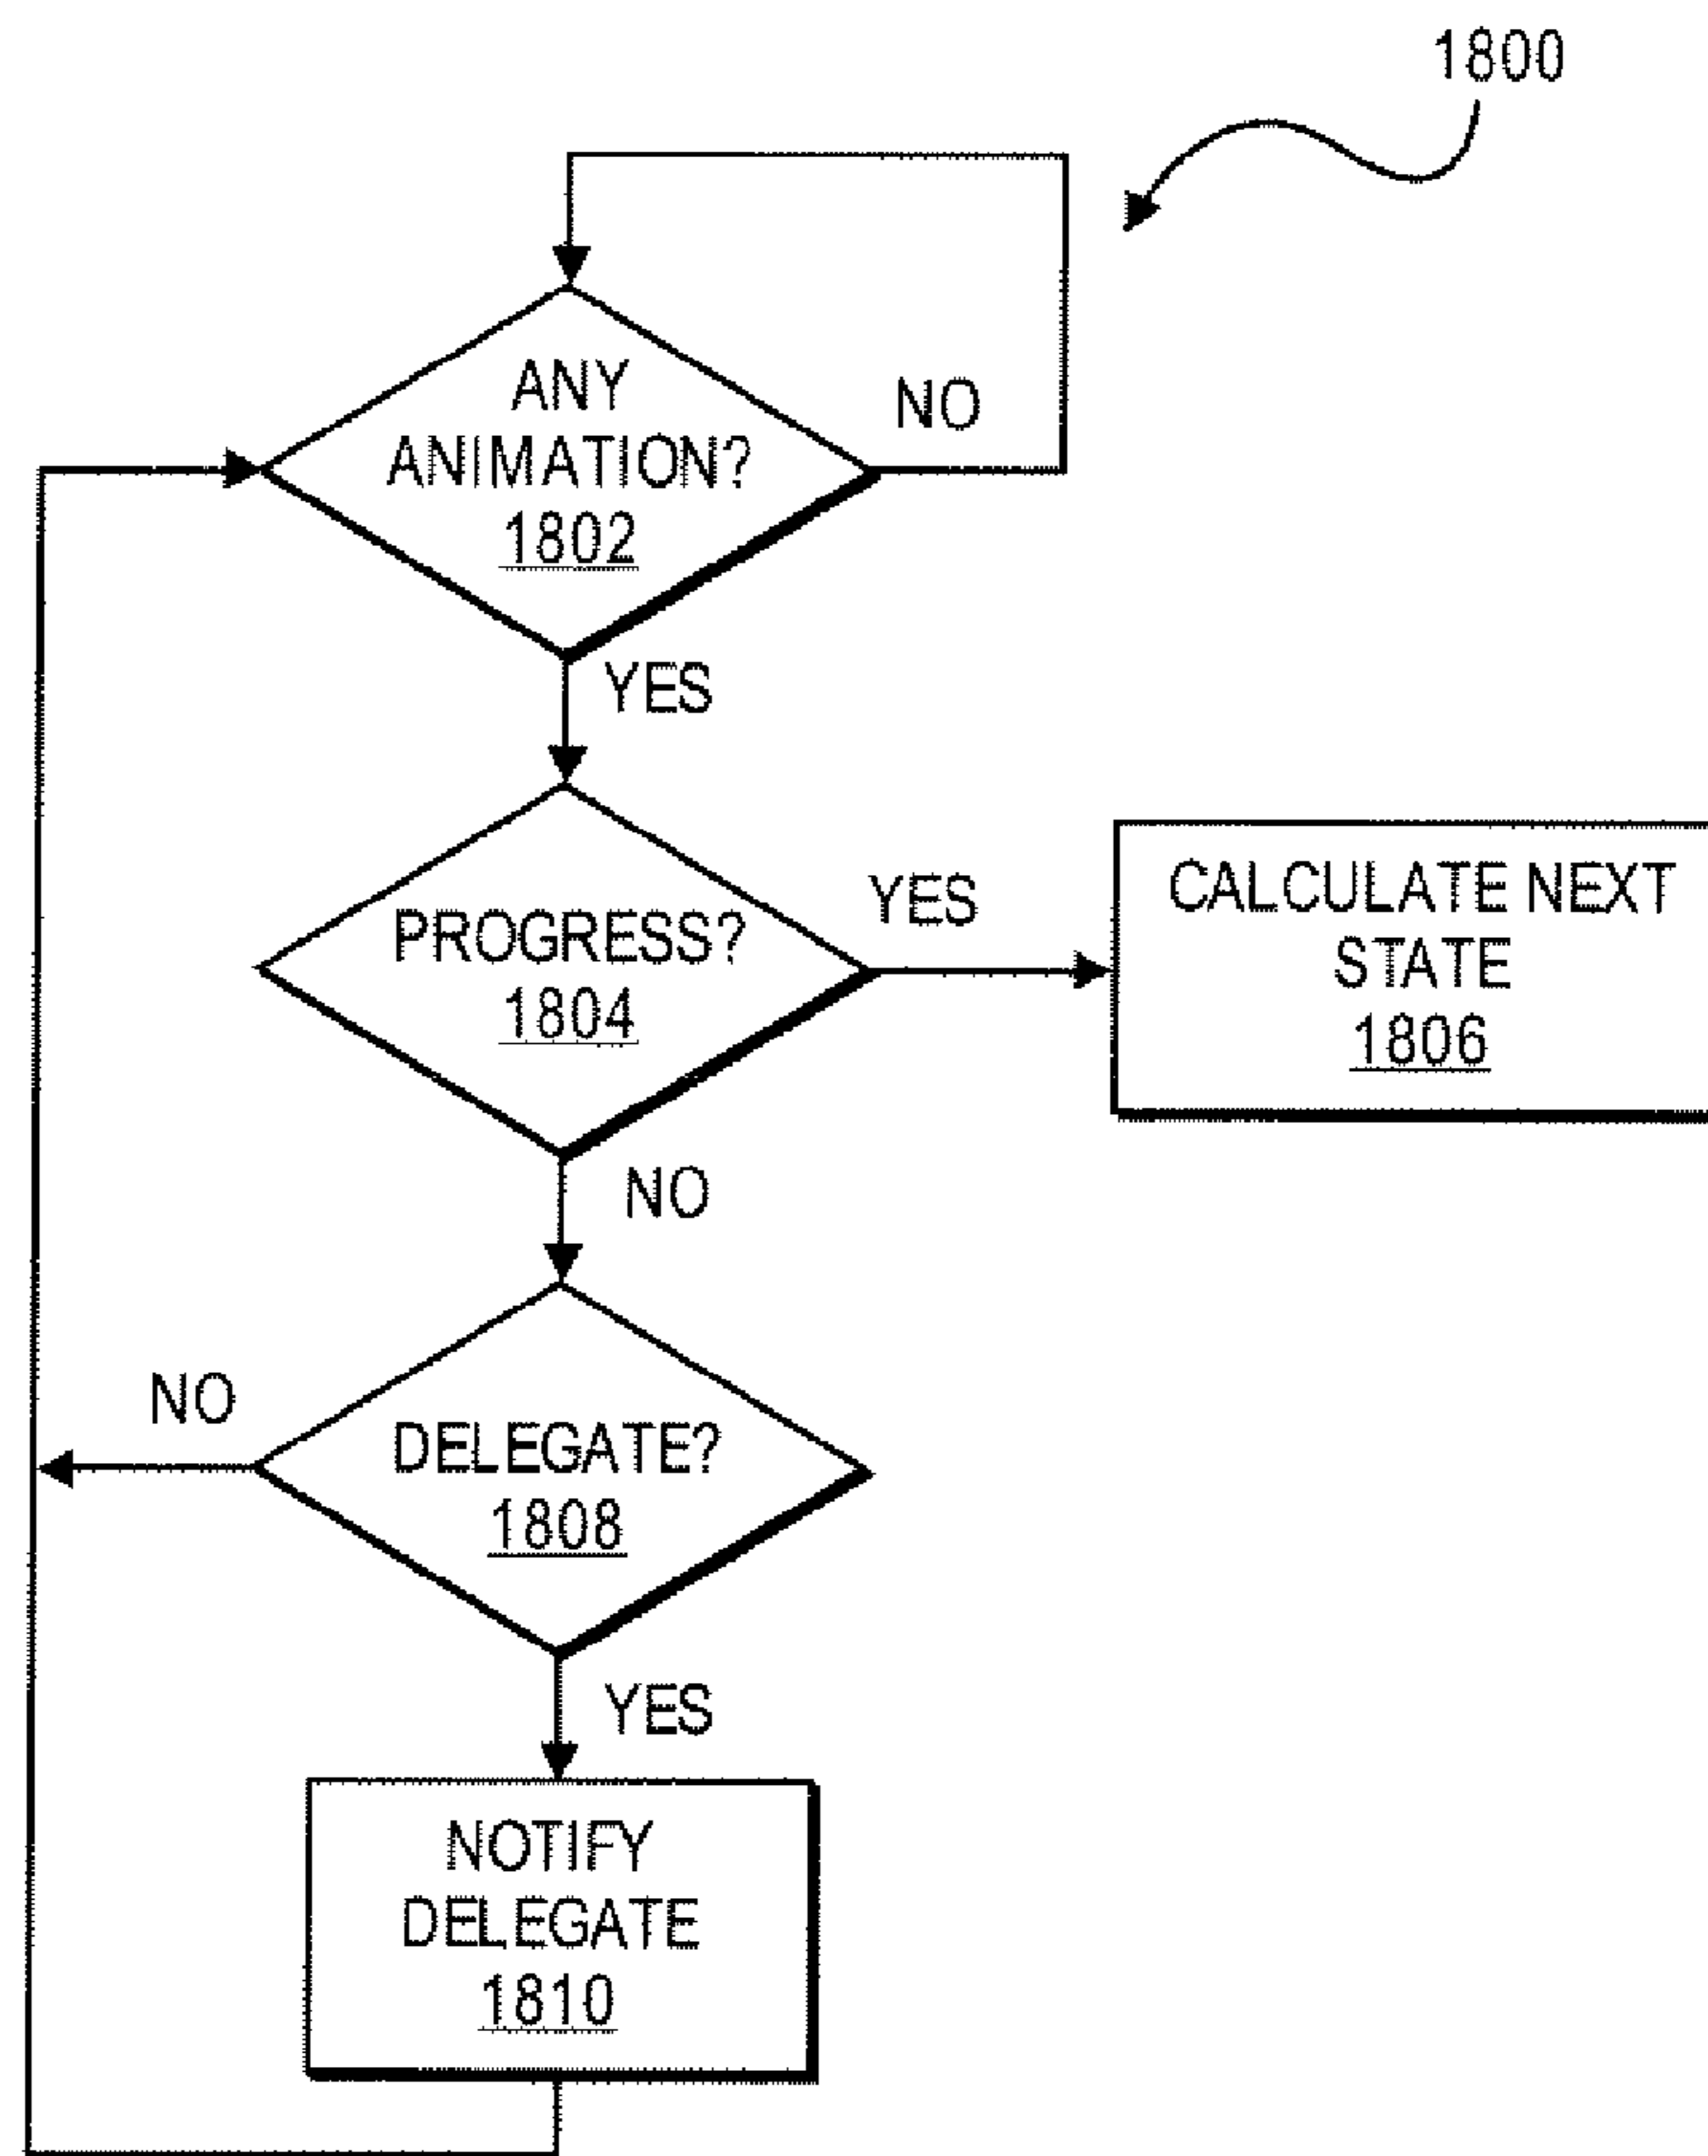 1800
ANY
ANIMATION?
1802
NO
YES
PROGRESS?
1804
YES
CALCULATE NEXT
STATE
1806
NO
DELEGATE?
1808
NO
YES
NOTIFY
DELEGATE
1810